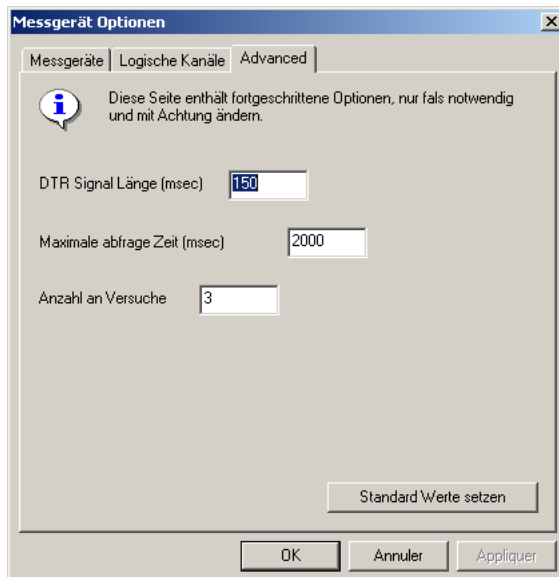 Messgerät Optionen
Messgeräte Logische Kanäle Advanced
Diese Seite enthält fortgeschrittene Optionen, nur fals notwendig
und mit Achtung ändern.
DTR Signal Länge (msec) 150
Maximale abfrage Zeit (msec) 2000
Anzahl an Versuche 3
Standard Werte setzen
OK Annuler Appliquer